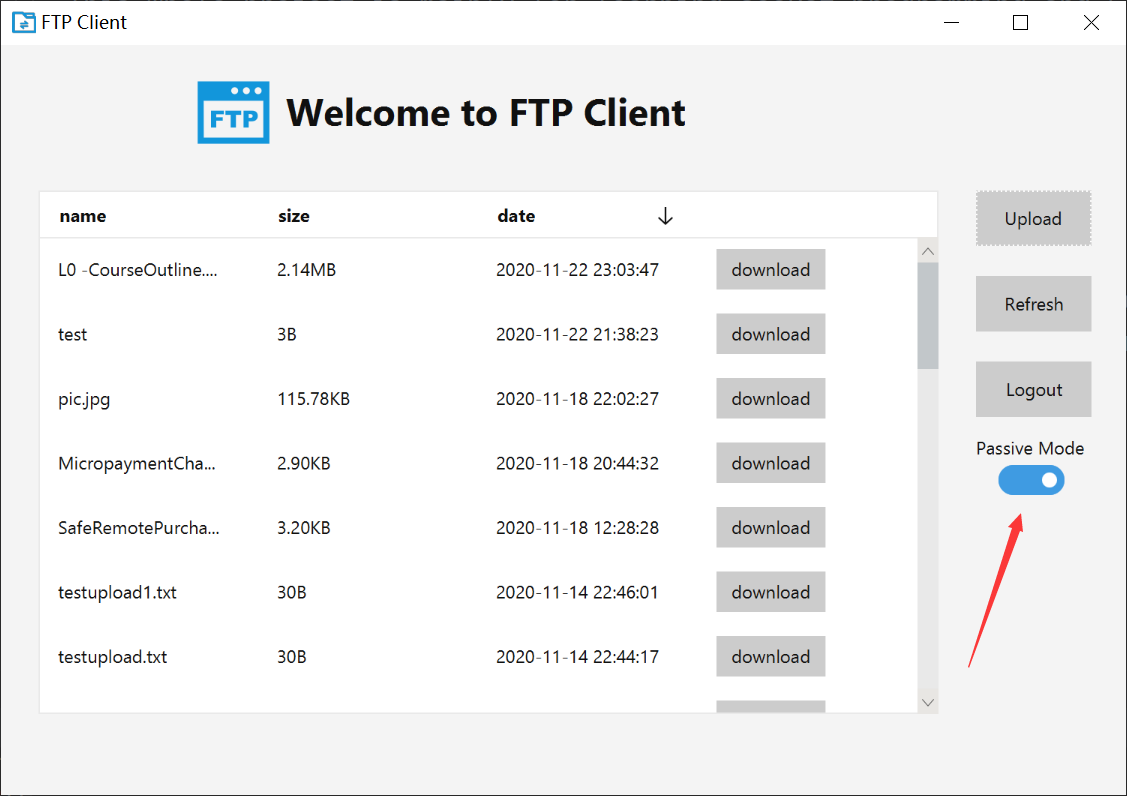 FTP Client
FTP Welcome to FTP Client
name size date
L0 -CourseOutline.... 2.14MB 2020-11-22 23:03:47 download
test 3B 2020-11-22 21:38:23 download
pic.jpg 115.78KB 2020-11-18 22:02:27 download
MicropaymentCha... 2.90KB 2020-11-18 20:44:32 download
SafeRemotePurcha... 3.20KB 2020-11-18 12:28:28 download
testupload1.txt 30B 2020-11-14 22:46:01 download
testupload.txt 30B 2020-11-14 22:44:17 download
Upload
Refresh
Logout
Passive Mode